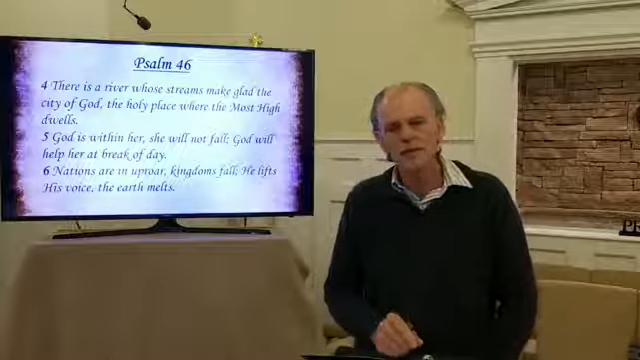 Psalm 46
4 There is a river whose streams make glad the
city of God, the holy place where the Most High
dwells.
5 God is within her, she will not fall; God will
help her at break of day.
6 Nations are in uproar, kingdoms fall; He lifts
His voice, the earth melts.